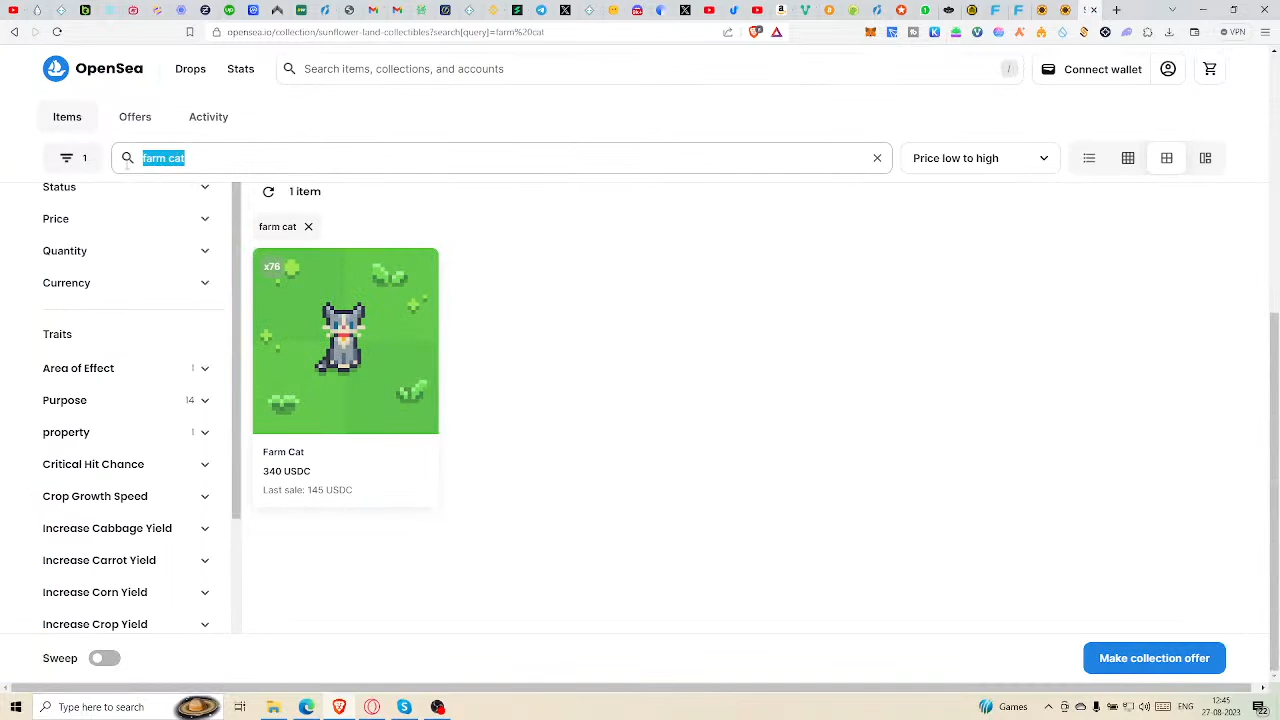 opensea.io/collection/sunflower-land-collectibles?search[query]=farm%20cat
VPN
OpenSea
Drops
Stats
Search items, collections, and accounts
/
Connect wallet
Items
Offers
Activity
1
farm cat
Price low to high
Status
Price
Quantity
Currency
Traits
Area of Effect 1
Purpose 14
property 1
Critical Hit Chance
Crop Growth Speed
Increase Cabbage Yield
Increase Carrot Yield
Increase Corn Yield
Increase Crop Yield
1 item
farm cat
x76
Farm Cat
340 USDC
Last sale: 145 USDC
Sweep
Make collection offer
Type here to search
Games
ENG
12:45
27-08-2023
22